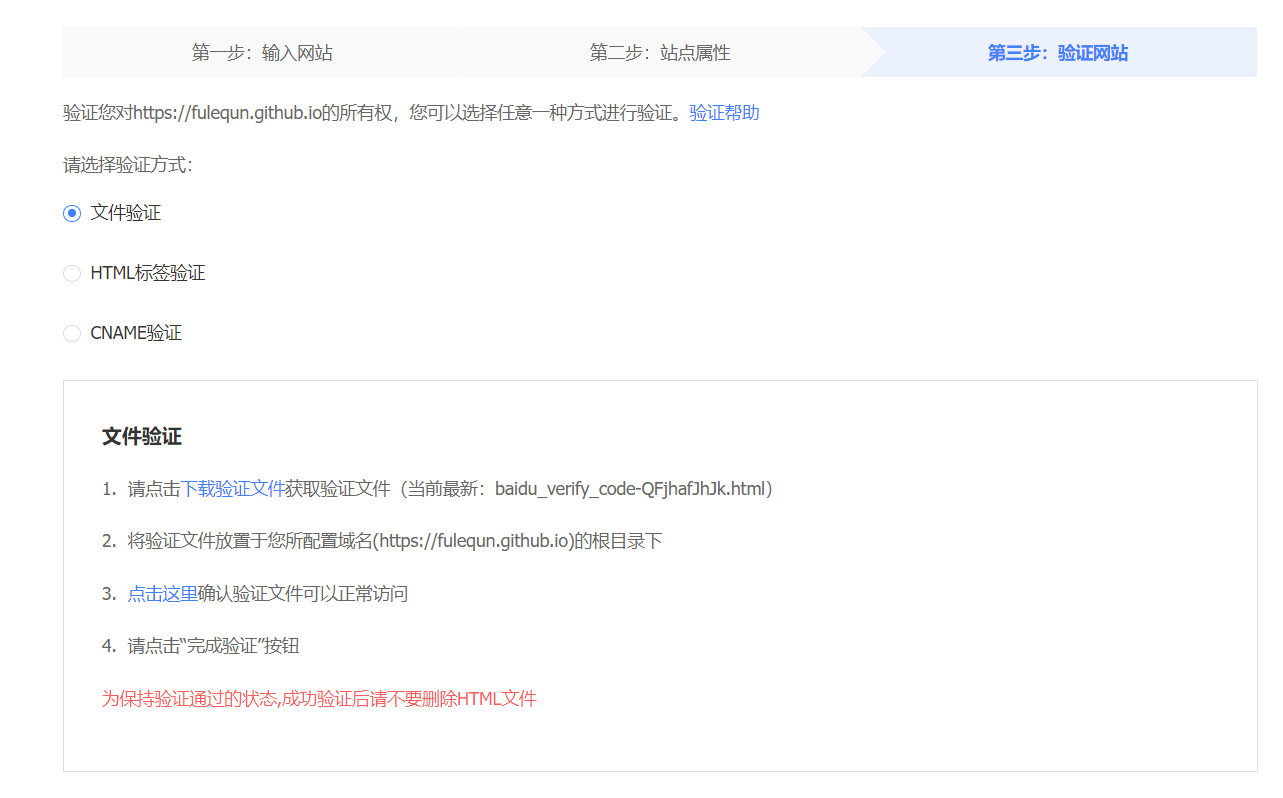 第一步：输入网站
第二步：站点属性
第三步：验证网站
验证您对https://fulequn.github.io的所有权，您可以选择任意一种方式进行验证。验证帮助
请选择验证方式：
文件验证
HTML标签验证
CNAME验证
文件验证
1. 请点击下载验证文件获取验证文件（当前最新：baidu_verify_code-QFjhafJhJk.html）
2. 将验证文件放置于您所配置域名(https://fulequn.github.io)的根目录下
3. 点击这里确认验证文件可以正常访问
4. 请点击“完成验证”按钮
为保持验证通过的状态,成功验证后请不要删除HTML文件